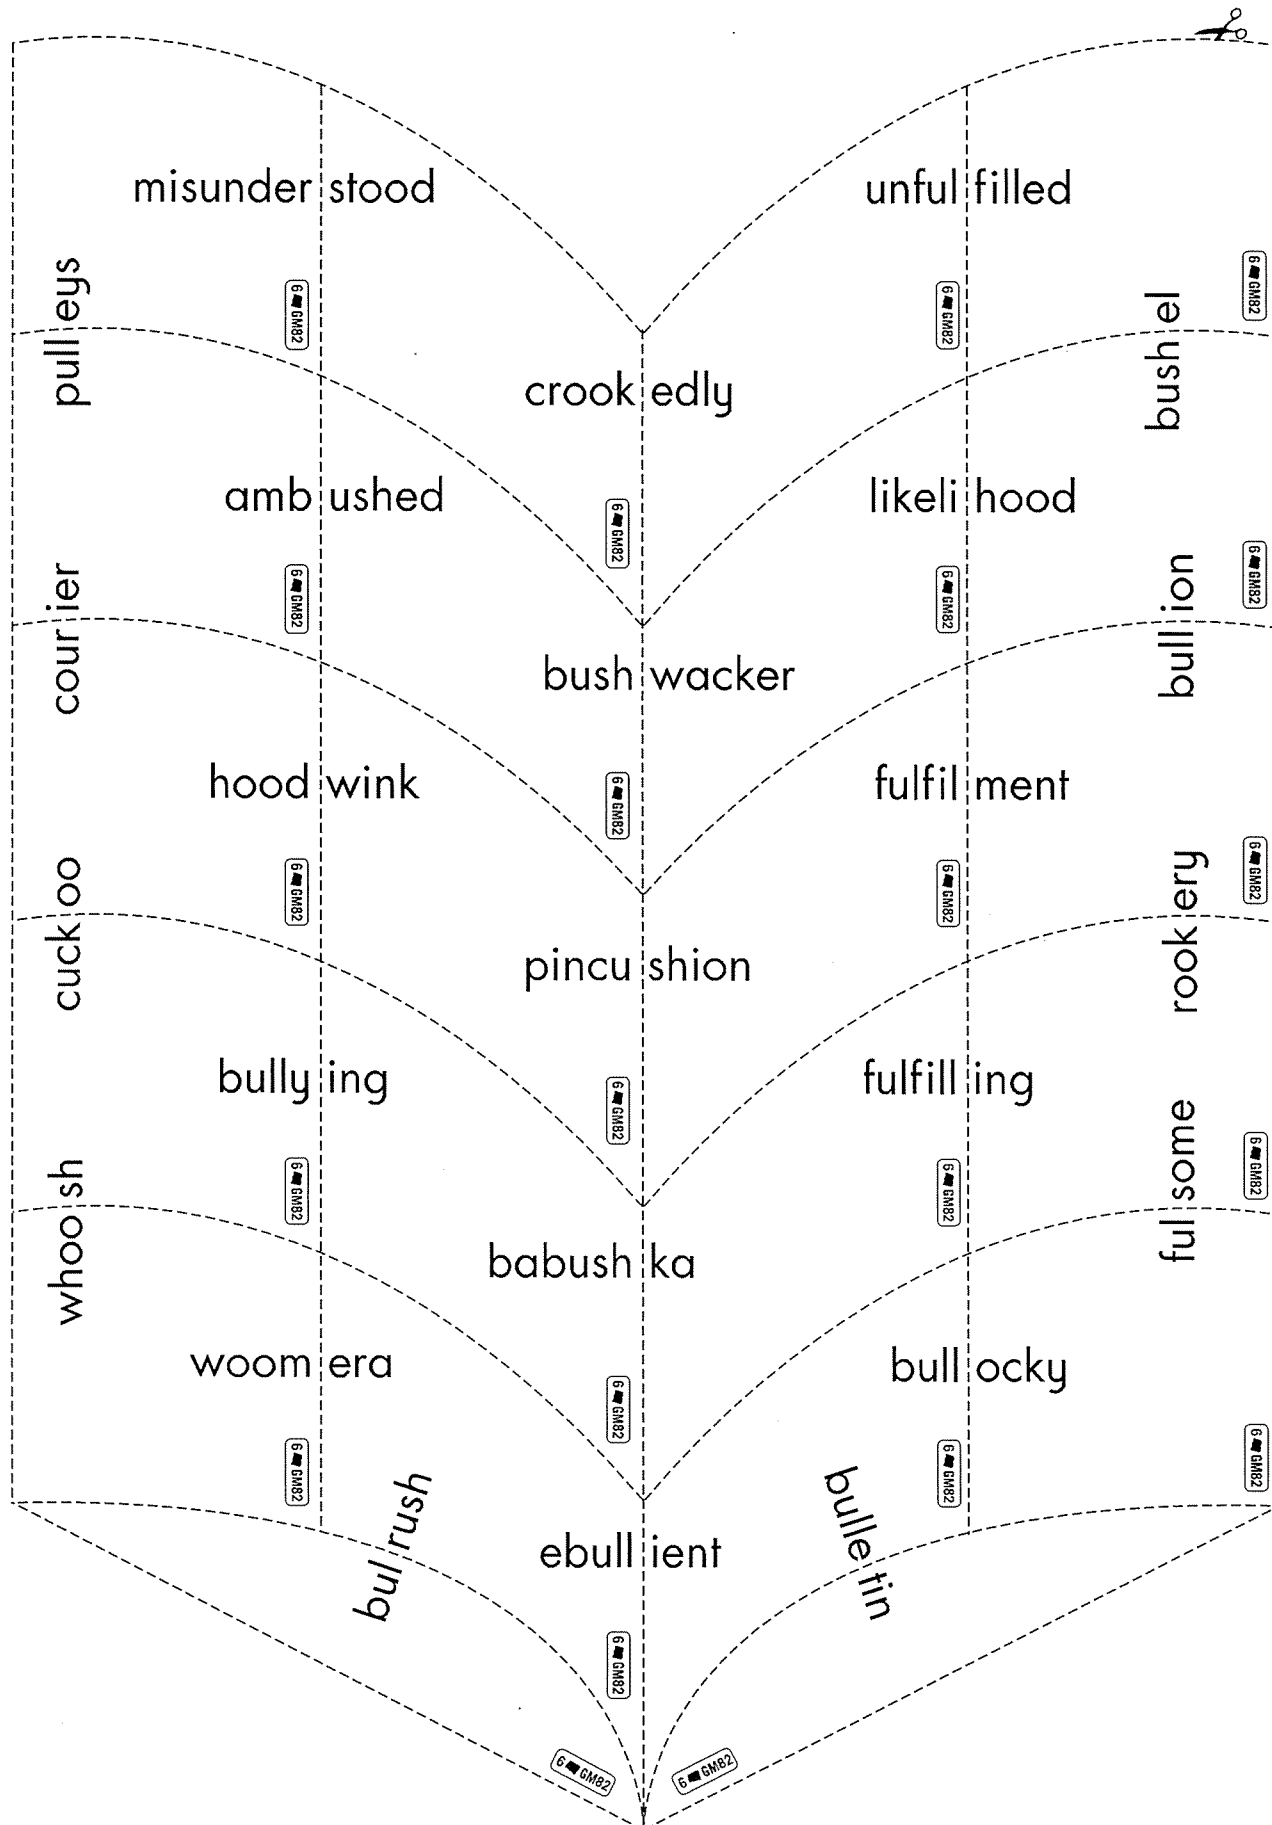 misunder stood
unful filled
pull eys
6 GM82
6 GM82
6 GM82
bush el
crook edly
amb ushed
likeli hood
6 GM82
cour ier
6 GM82
6 GM82
6 GM82
bull ion
bush wacker
hood wink
fulfil ment
6 GM82
cuck oo
6 GM82
6 GM82
6 GM82
rook ery
pincu shion
bully ing
fulfill ing
6 GM82
whoo sh
6 GM82
6 GM82
6 GM82
ful some
babush ka
woom era
bull ocky
6 GM82
6 GM82
6 GM82
6 GM82
bul rush
bulle tin
ebull ient
6 GM82
6 GM82
6 GM82